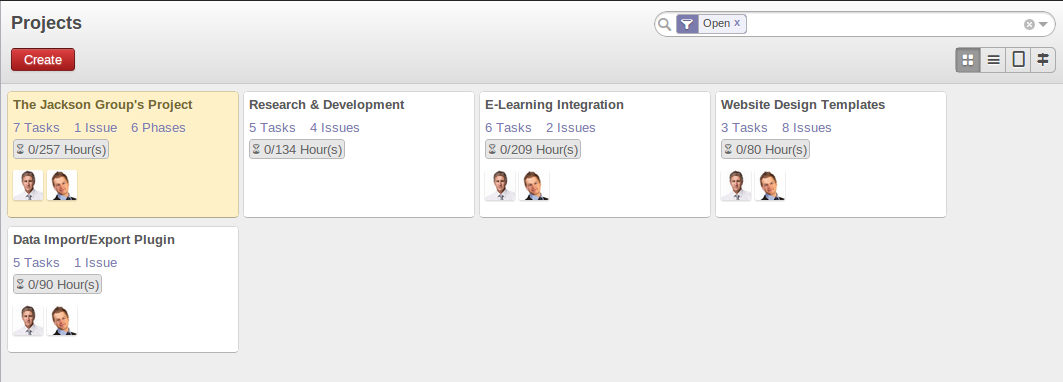 Projects
Open x
Create
The Jackson Group's Project
7 Tasks 1 Issue 6 Phases
0/257 Hour(s)
Research & Development
5 Tasks 4 Issues
0/134 Hour(s)
E-Learning Integration
6 Tasks 2 Issues
0/209 Hour(s)
Website Design Templates
3 Tasks 8 Issues
0/80 Hour(s)
Data Import/Export Plugin
5 Tasks 1 Issue
0/90 Hour(s)